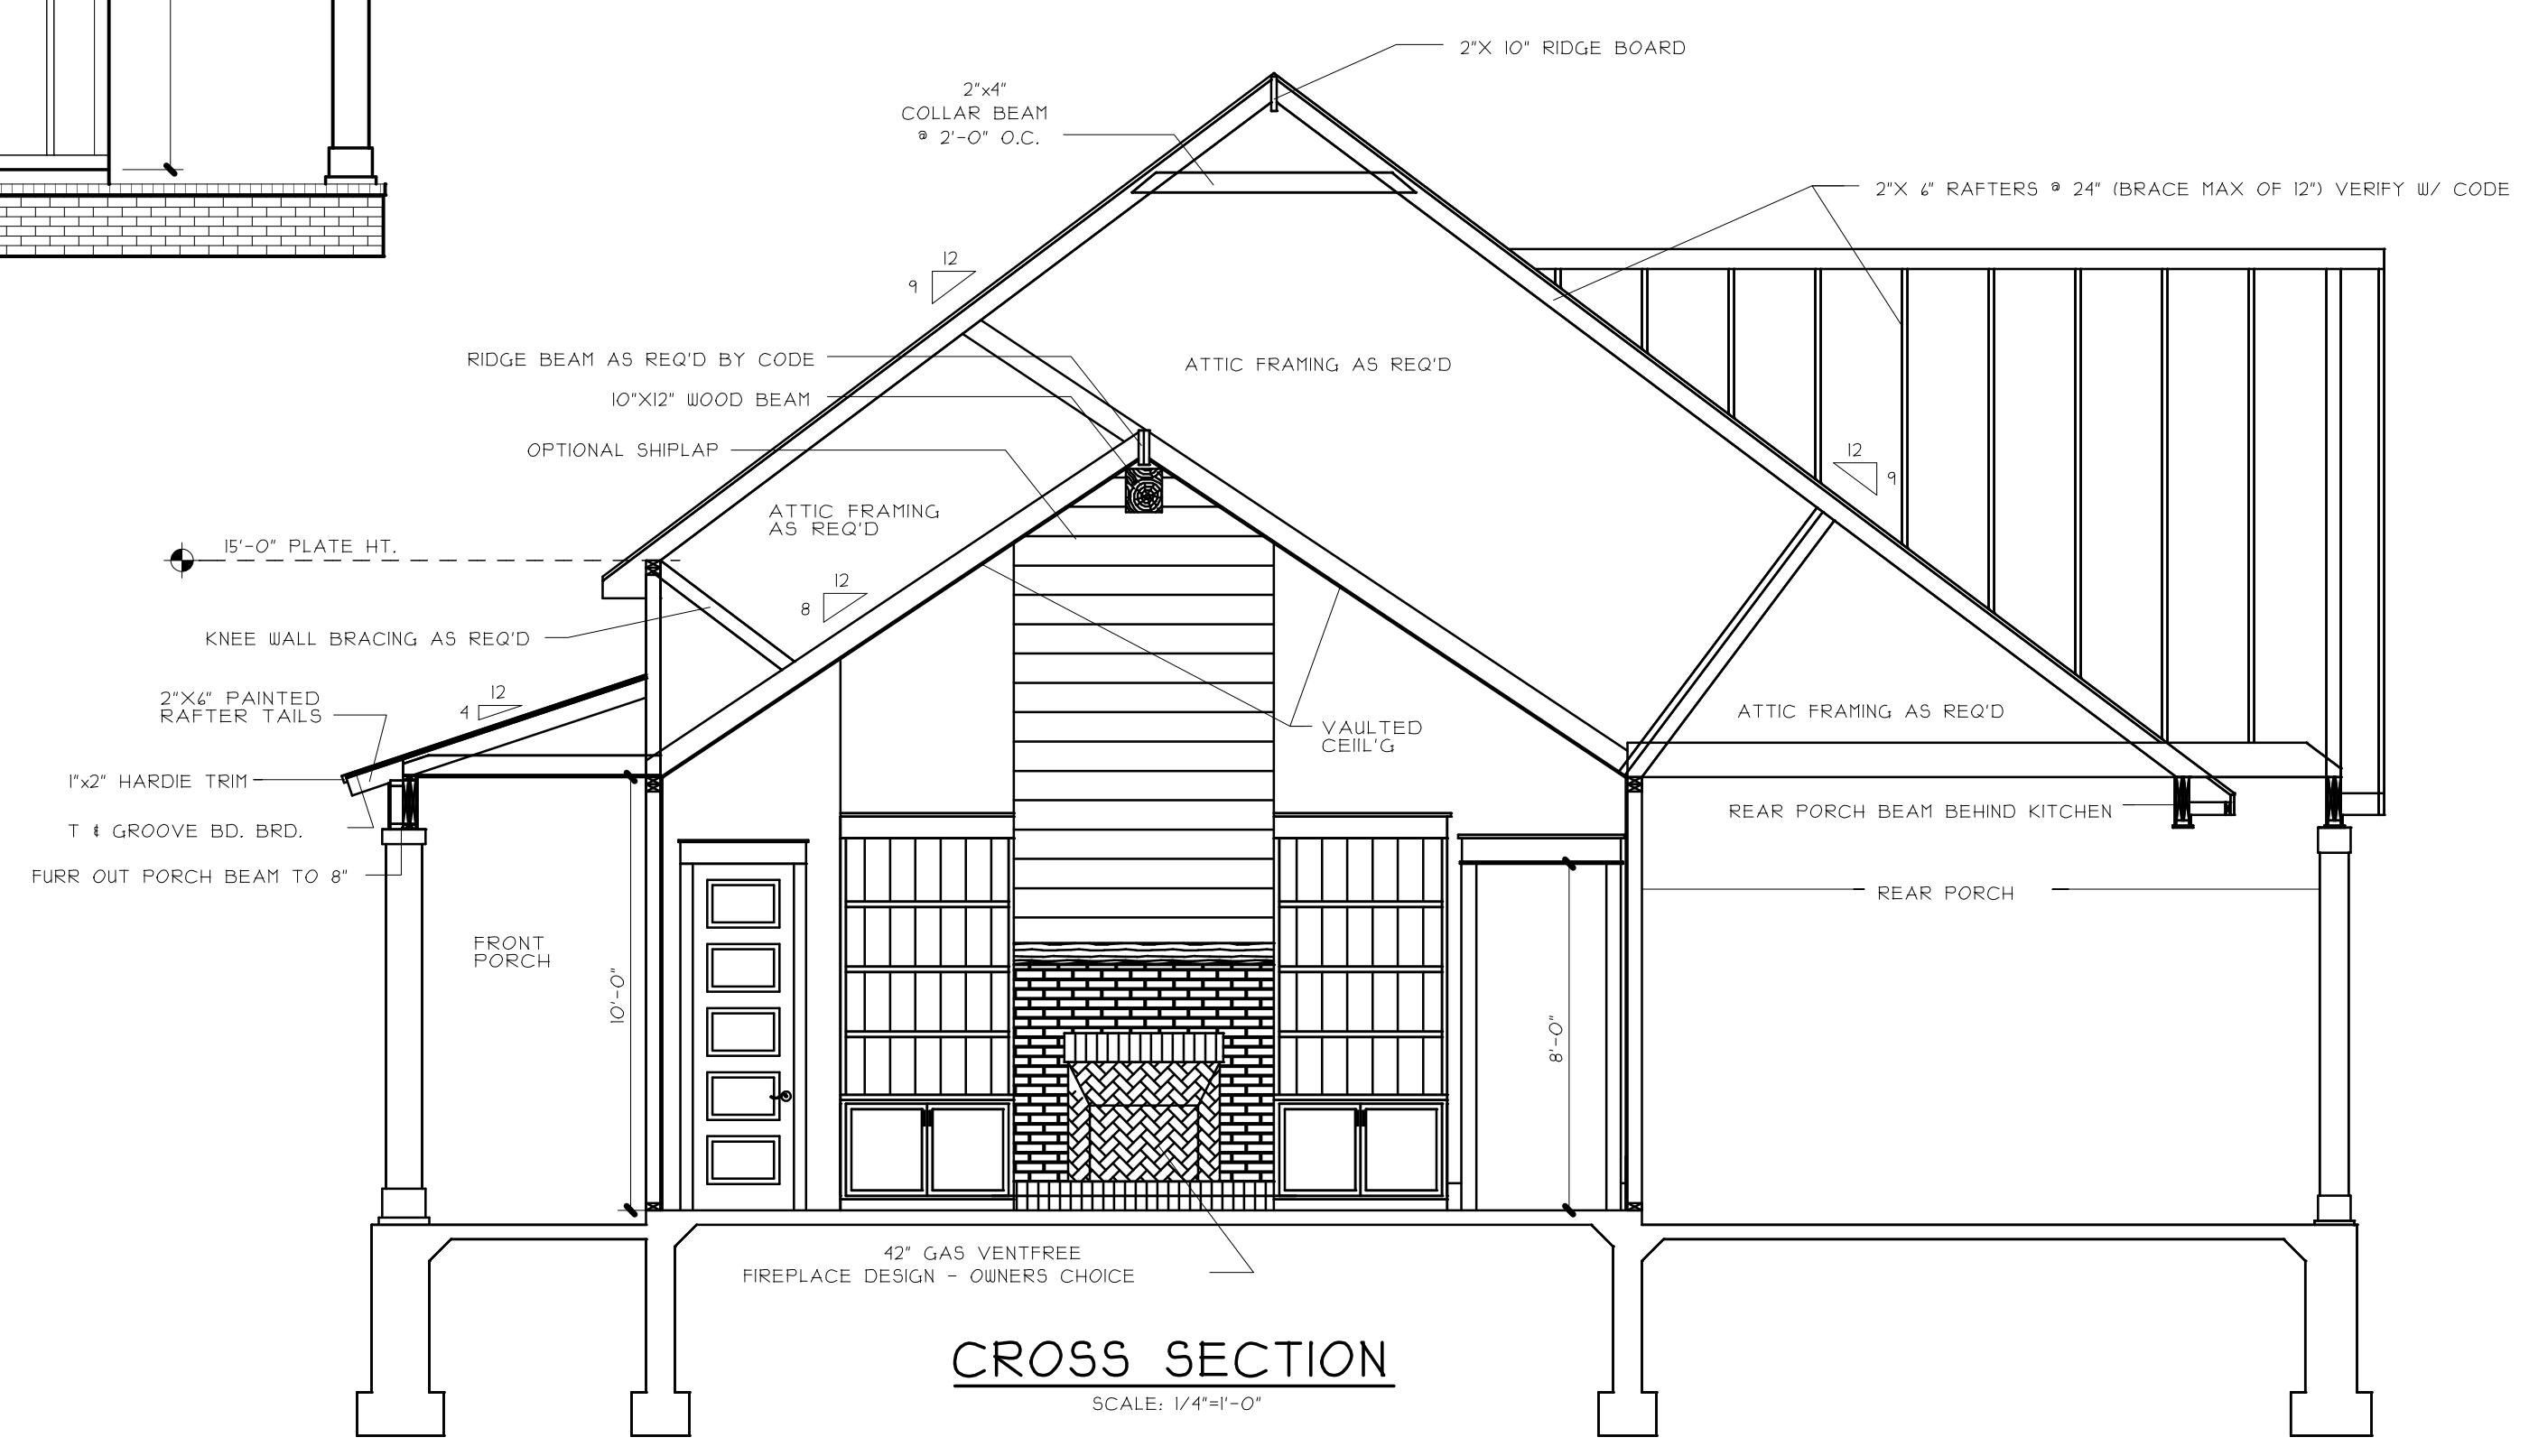 2"X 10" RIDGE BOARD
2"x4"
COLLAR BEAM
@ 2'-0" O.C.
2"X 6" RAFTERS @ 24" (BRACE MAX OF 12") VERIFY W/ CODE
12
9
RIDGE BEAM AS REQ'D BY CODE
ATTIC FRAMING AS REQ'D
10"X12" WOOD BEAM
OPTIONAL SHIPLAP
12
9
ATTIC FRAMING
AS REQ'D
15'-0" PLATE HT.
12
8
KNEE WALL BRACING AS REQ'D
2"X6" PAINTED
RAFTER TAILS
12
4
VAULTED
CEIIL'G
ATTIC FRAMING AS REQ'D
1"x2" HARDIE TRIM
REAR PORCH BEAM BEHIND KITCHEN
T & GROOVE BD. BRD.
FURR OUT PORCH BEAM TO 8"
REAR PORCH
FRONT
PORCH
10'-0"
8'-0"
42" GAS VENTFREE
FIREPLACE DESIGN - OWNERS CHOICE
CROSS SECTION
SCALE: 1/4"=1'-0"